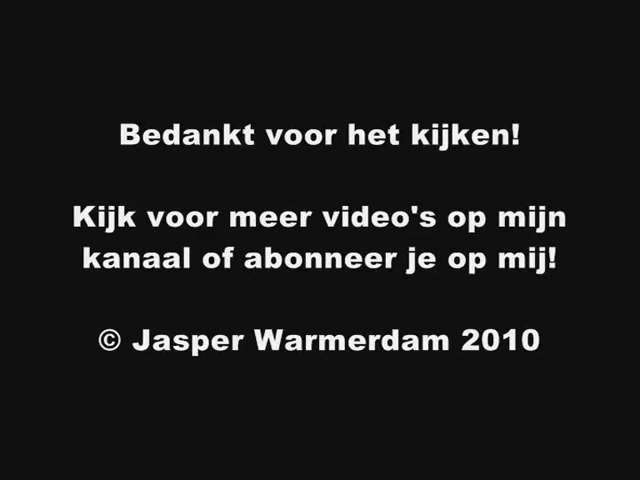 Bedankt voor het kijken!
Kijk voor meer video's op mijn
kanaal of abonneer je op mij!
© Jasper Warmerdam 2010